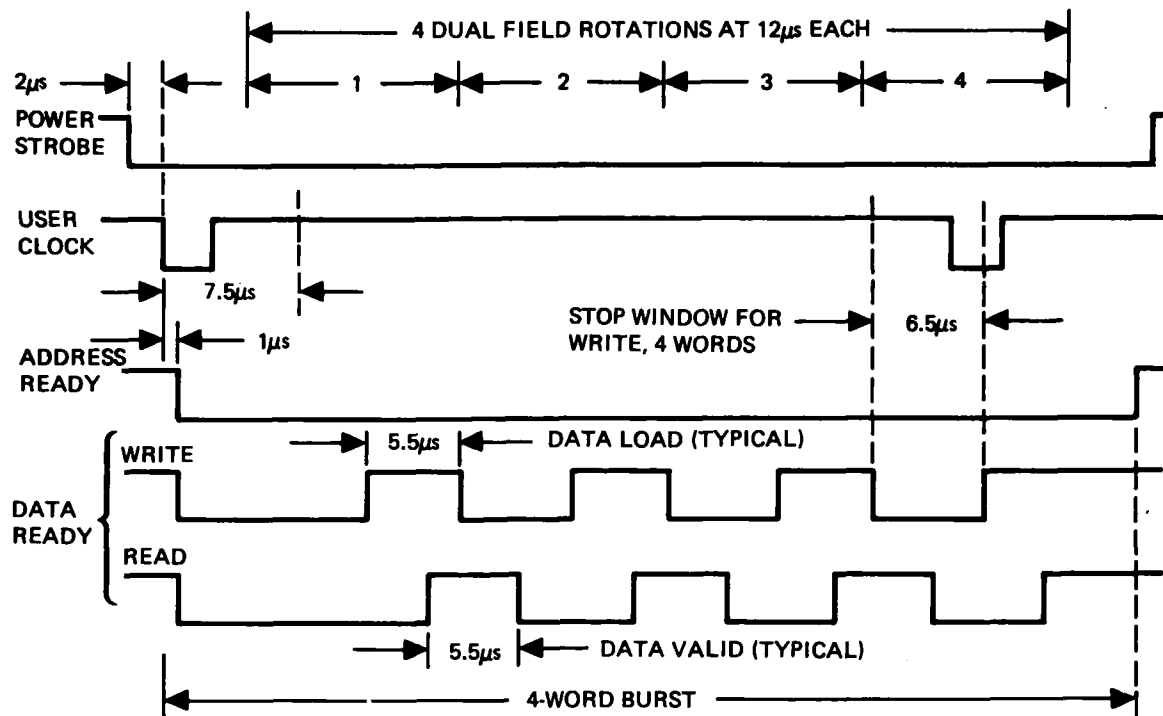 4 DUAL FIELD ROTATIONS AT 12µs EACH
2µs
1
2
3
4
POWER
STROBE
USER
CLOCK
7.5µs
STOP WINDOW FOR
WRITE, 4 WORDS
6.5µs
1µs
ADDRESS
READY
5.5µs
DATA LOAD (TYPICAL)
WRITE
DATA
READY
READ
5.5µs
DATA VALID (TYPICAL)
4-WORD BURST